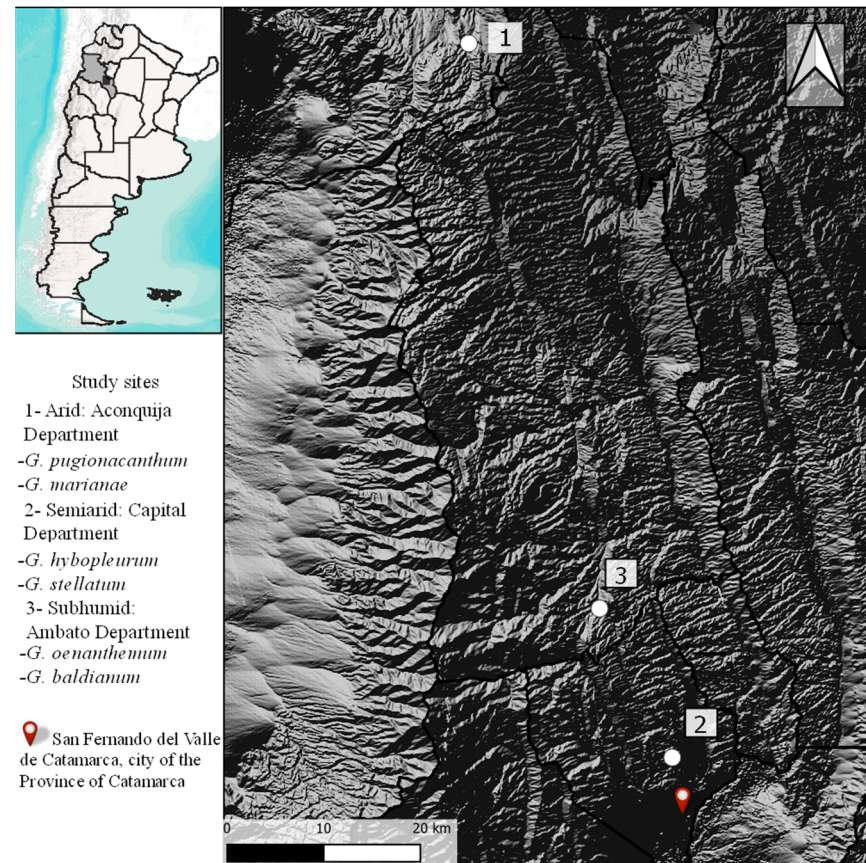 1
3
2
Study sites
1- Arid: Aconquija
Department
-G. pugionacanthum
-G. marianae
2- Semiarid: Capital
Department
-G. hybopleurum
-G. stellatum
3- Subhumid:
Ambato Department
-G. oenanthemum
-G. baldianum
San Fernando del Valle
de Catamarca, city of the
Province of Catamarca
0 10 20 km